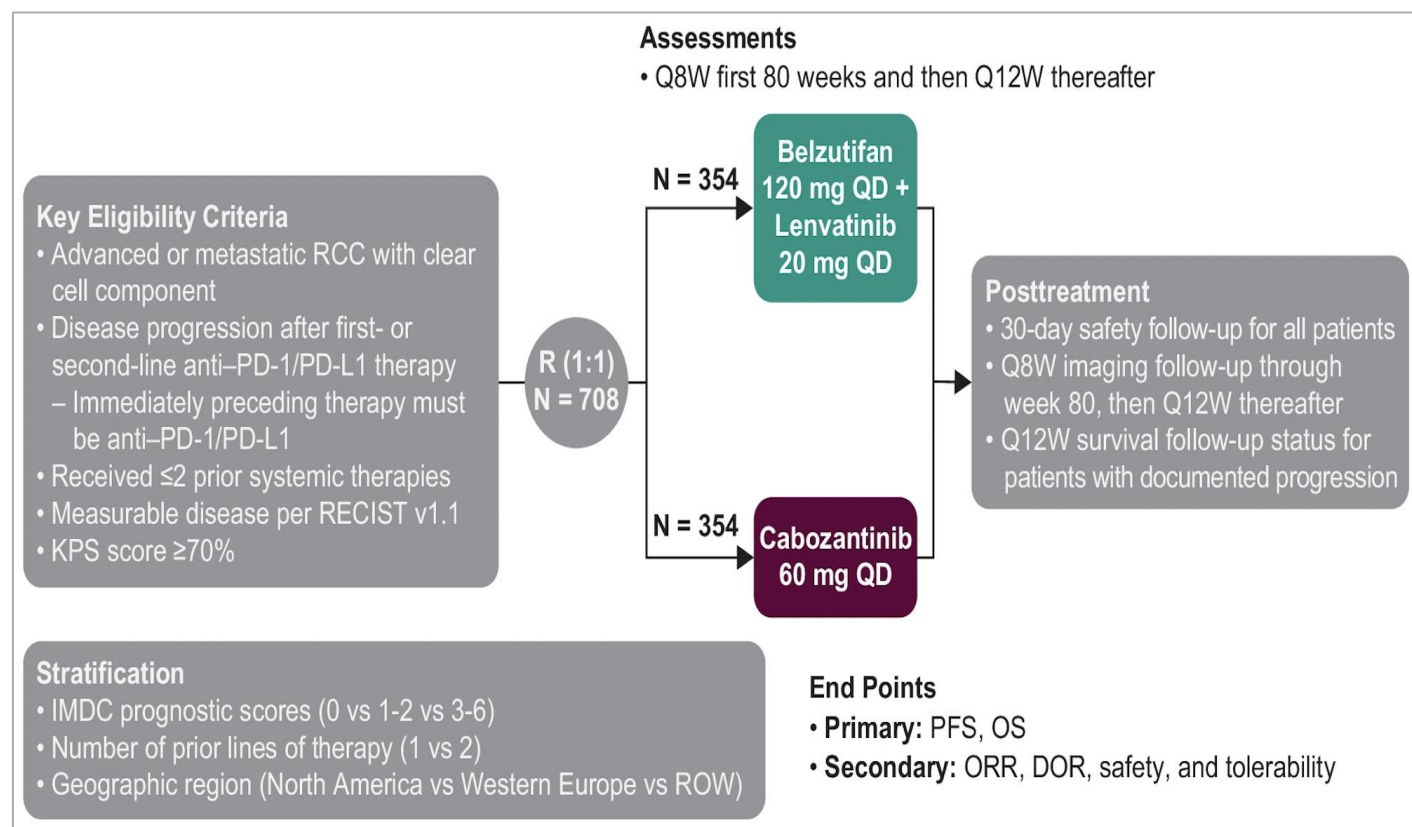 Assessments
• Q8W first 80 weeks and then Q12W thereafter
Key Eligibility Criteria
• Advanced or metastatic RCC with clear
cell component
• Disease progression after first- or
second-line anti–PD-1/PD-L1 therapy
– Immediately preceding therapy must
be anti–PD-1/PD-L1
• Received ≤2 prior systemic therapies
• Measurable disease per RECIST v1.1
• KPS score ≥70%
R (1:1)
N = 708
N = 354
Belzutifan
120 mg QD +
Lenvatinib
20 mg QD
N = 354
Cabozantinib
60 mg QD
Posttreatment
• 30-day safety follow-up for all patients
• Q8W imaging follow-up through
week 80, then Q12W thereafter
• Q12W survival follow-up status for
patients with documented progression
Stratification
• IMDC prognostic scores (0 vs 1-2 vs 3-6)
• Number of prior lines of therapy (1 vs 2)
• Geographic region (North America vs Western Europe vs ROW)
End Points
• Primary: PFS, OS
• Secondary: ORR, DOR, safety, and tolerability